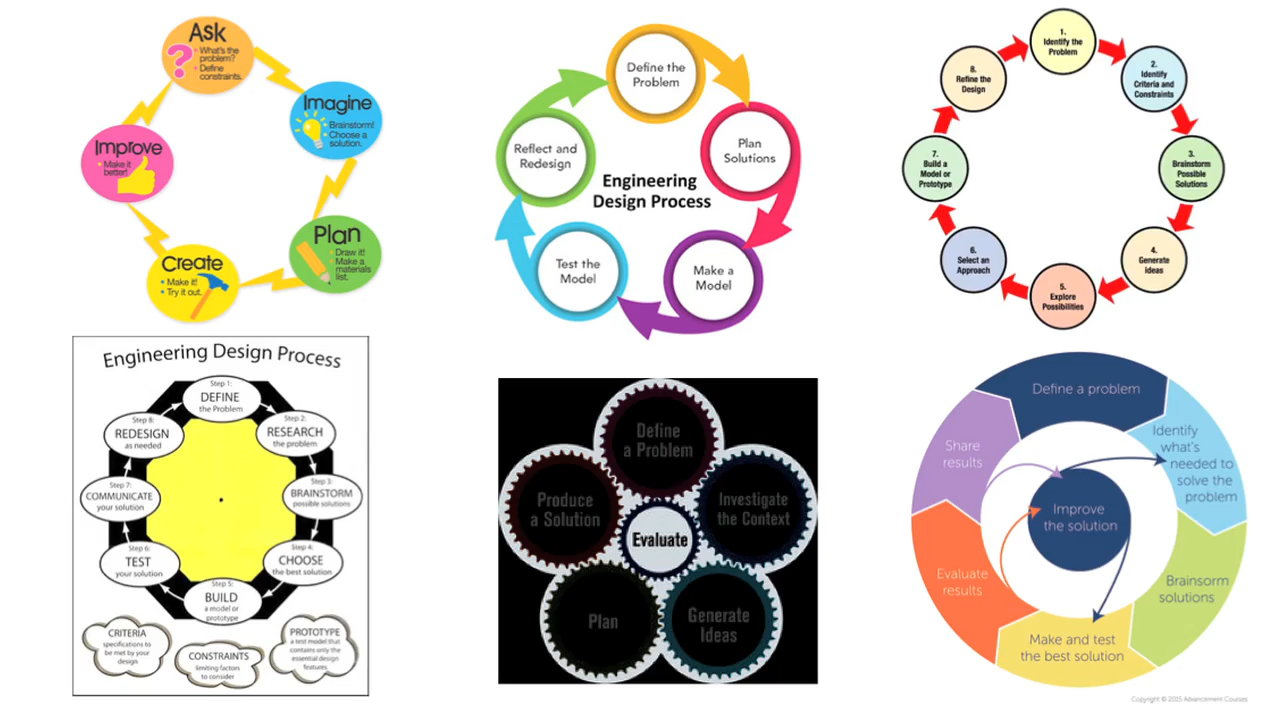 Ask
• What's the
problem?
• Define
constraints.
Imagine
• Brainstorm!
• Choose a
solution.
Plan
• Draw it!
• Make a
materials
list.
Create
• Make it!
• Try it out.
Improve
• Make it
better!
Engineering
Design Process
Define the
Problem
Plan
Solutions
Make a
Model
Test the
Model
Reflect and
Redesign
1.
Identify the
Problem
2.
Identify
Criteria and
Constraints
3.
Brainstorm
Possible
Solutions
4.
Generate
Ideas
5.
Explore
Possibilities
6.
Select an
Approach
7.
Build a
Model or
Prototype
8.
Refine the
Design
Engineering Design Process
Step 1:
DEFINE
the Problem
Step 2:
RESEARCH
the problem
Step 3:
BRAINSTORM
possible solutions
Step 4:
CHOOSE
the best solution
Step 5:
BUILD
a model or
prototype
Step 6:
TEST
your solution
Step 7:
COMMUNICATE
your solution
Step 8:
REDESIGN
as needed
CRITERIA
specifications to
be met by your
design
CONSTRAINTS
limiting factors
to consider
PROTOTYPE
a test model that
contains only the
essential design
features
Define
a Problem
Investigate
the Context
Generate
Ideas
Plan
Produce
a Solution
Evaluate
Define a problem
Identify
what's
needed to
solve the
problem
Brainsorm
solutions
Make and test
the best solution
Evaluate
results
Share
results
Improve
the solution
Copyright © 2015 Advancement Courses